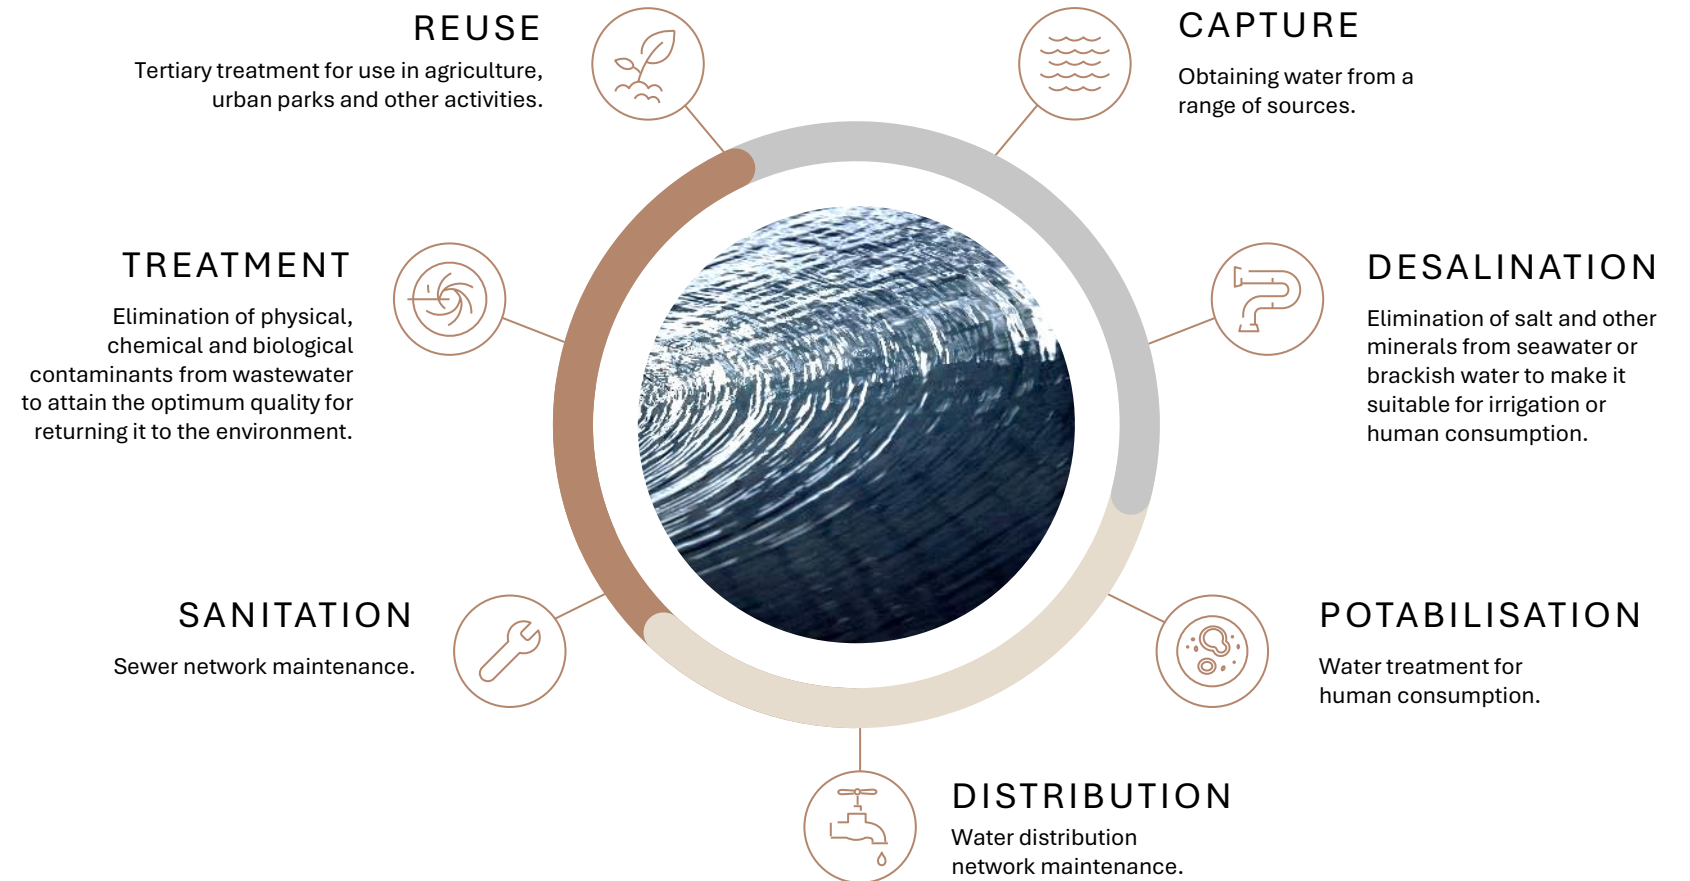 REUSE
Tertiary treatment for use in agriculture,
urban parks and other activities.
CAPTURE
Obtaining water from a
range of sources.
TREATMENT
Elimination of physical,
chemical and biological
contaminants from wastewater
to attain the optimum quality for
returning it to the environment.
DESALINATION
Elimination of salt and other
minerals from seawater or
brackish water to make it
suitable for irrigation or
human consumption.
SANITATION
Sewer network maintenance.
POTABILISATION
Water treatment for
human consumption.
DISTRIBUTION
Water distribution
network maintenance.